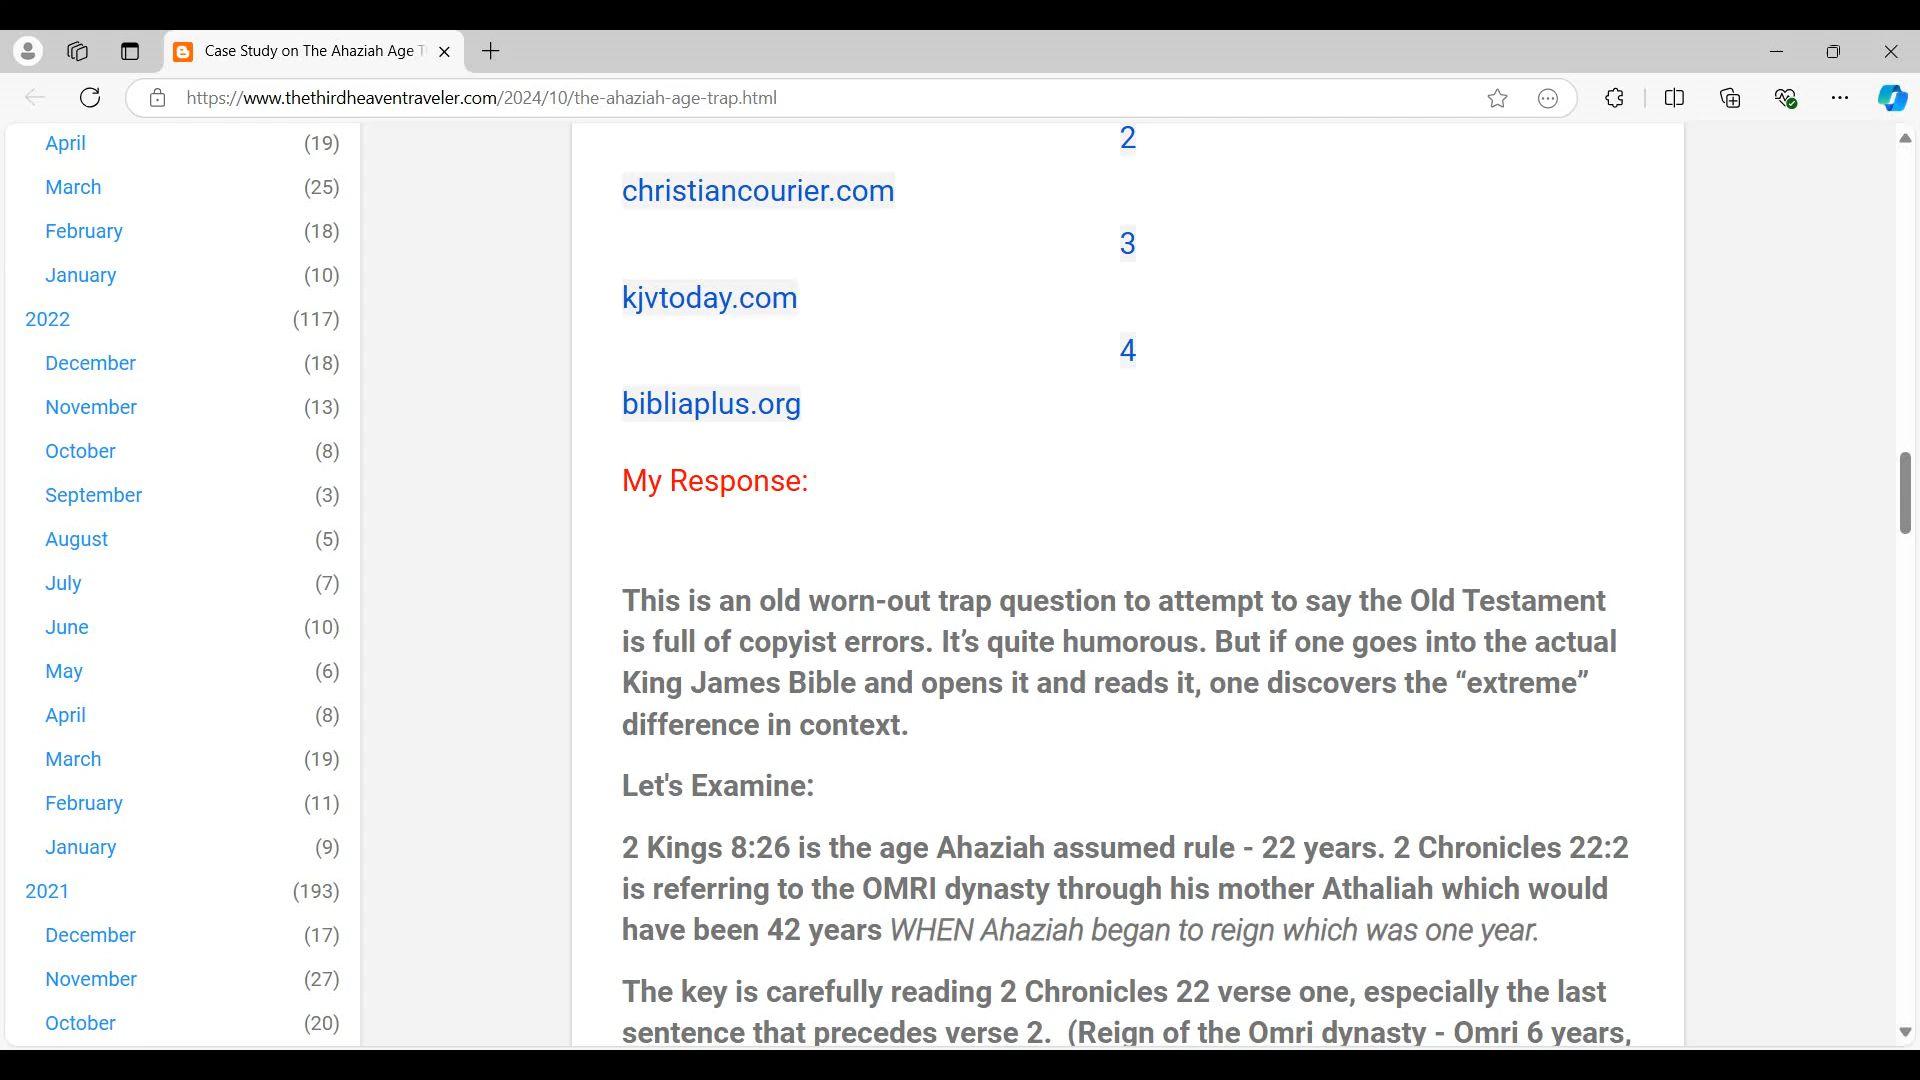 Case Study on The Ahaziah Age T
https://www.thethirdheaventraveler.com/2024/10/the-ahaziah-age-trap.html
April (19)
March (25)
February (18)
January (10)
2022 (117)
December (18)
November (13)
October (8)
September (3)
August (5)
July (7)
June (10)
May (6)
April (8)
March (19)
February (11)
January (9)
2021 (193)
December (17)
November (27)
October (20)
2
christiancourier.com
3
kjvtoday.com
4
bibliaplus.org
My Response:
This is an old worn-out trap question to attempt to say the Old Testament
is full of copyist errors. It’s quite humorous. But if one goes into the actual
King James Bible and opens it and reads it, one discovers the “extreme”
difference in context.
Let's Examine:
2 Kings 8:26 is the age Ahaziah assumed rule - 22 years. 2 Chronicles 22:2
is referring to the OMRI dynasty through his mother Athaliah which would
have been 42 years WHEN Ahaziah began to reign which was one year.
The key is carefully reading 2 Chronicles 22 verse one, especially the last
sentence that precedes verse 2. (Reign of the Omri dynasty - Omri 6 years,